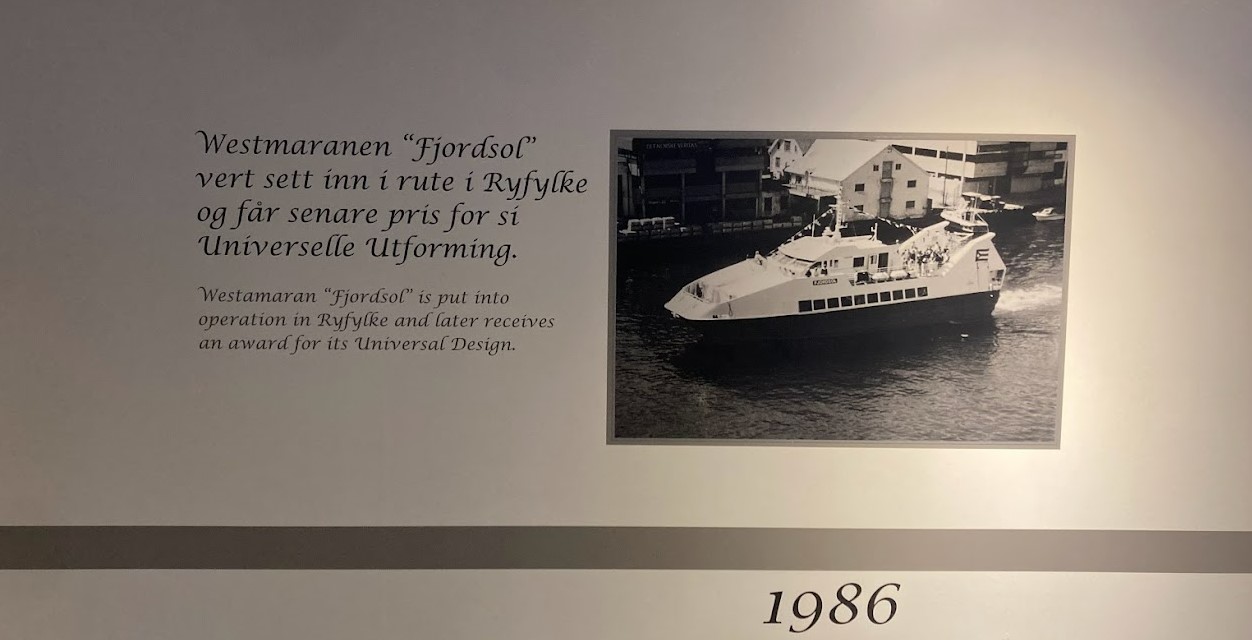 Westmaranen “Fjordsol”
vert sett inn i rute i Ryfylke
og får senare pris for si
Universelle Utforming.
Westamaran “Fjordsol” is put into
operation in Ryfylke and later receives
an award for its Universal Design.
FJORDSOL
1986